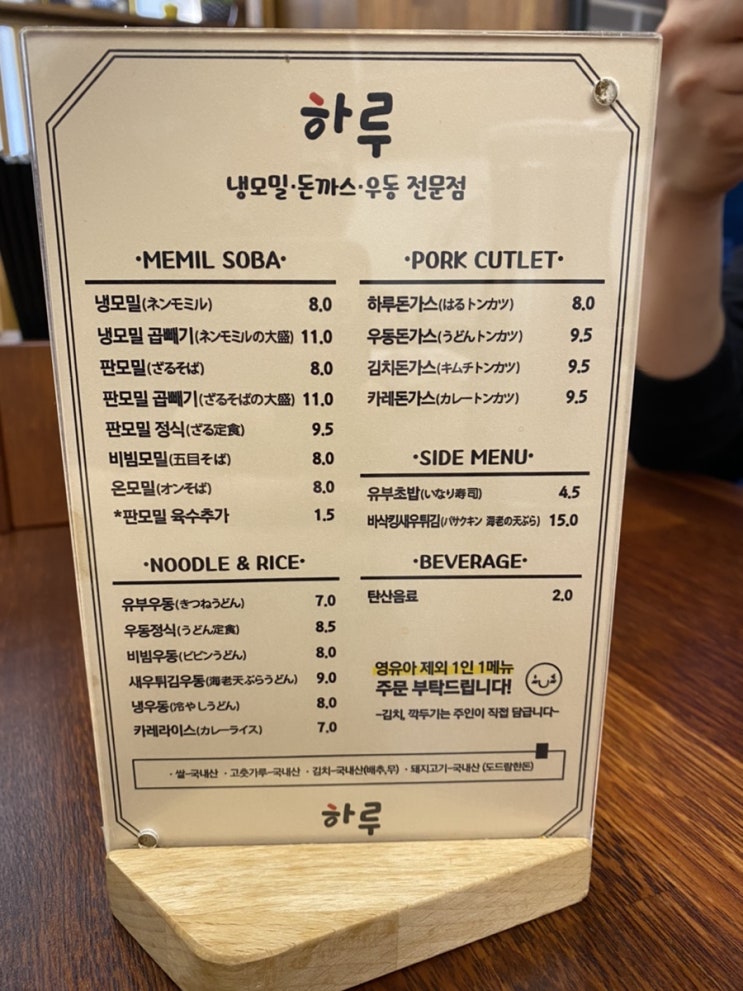 하루
냉모밀·돈까스·우동 전문점
·MEMIL SOBA·
냉모밀(ネンモミル) 8.0
냉모밀 곱빼기(ネンモミルの大盛) 11.0
판모밀(ざるそば) 8.0
판모밀 곱빼기(ざるそばの大盛) 11.0
판모밀 정식(ざる定食) 9.5
비빔모밀(五目そば) 8.0
온모밀(オンそば) 8.0
*판모밀 육수추가 1.5
·NOODLE & RICE·
유부우동(きつねうどん) 7.0
우동정식(うどん定食) 8.5
비빔우동(ビビンうどん) 8.0
새우튀김우동(海老天ぷらうどん) 9.0
냉우동(冷やしうどん) 8.0
카레라이스(カレーライス) 7.0
·PORK CUTLET·
하루돈가스(はるトンカツ) 8.0
우동돈가스(うどんトンカツ) 9.5
김치돈가스(キムチトンカツ) 9.5
카레돈가스(カレートンカツ) 9.5
·SIDE MENU·
유부초밥(いなり寿司) 4.5
바삭킹새우튀김(バサクキン 海老の天ぷら) 15.0
·BEVERAGE·
탄산음료 2.0
영유아 제외 1인 1메뉴
주문 부탁드립니다!
-김치, 깍두기는 주인이 직접 담급니다-
·쌀-국내산 ·고춧가루-국내산 ·김치-국내산(배추,무) ·돼지고기-국내산 (도드람한돈)
하루